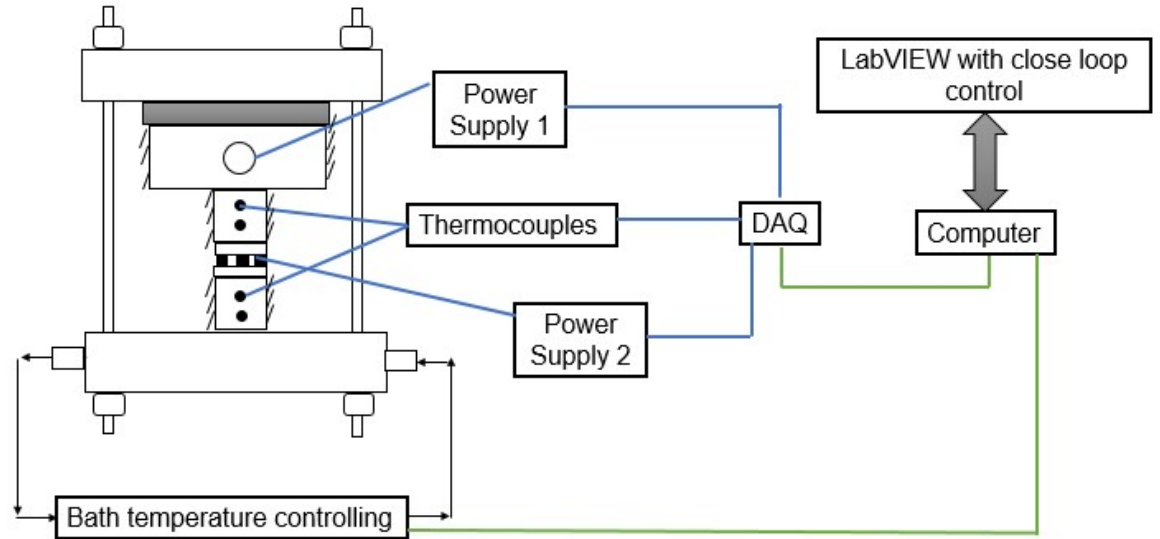 Power
Supply 1
LabVIEW with close loop
control
Thermocouples
DAQ
Computer
Power
Supply 2
Bath temperature controlling